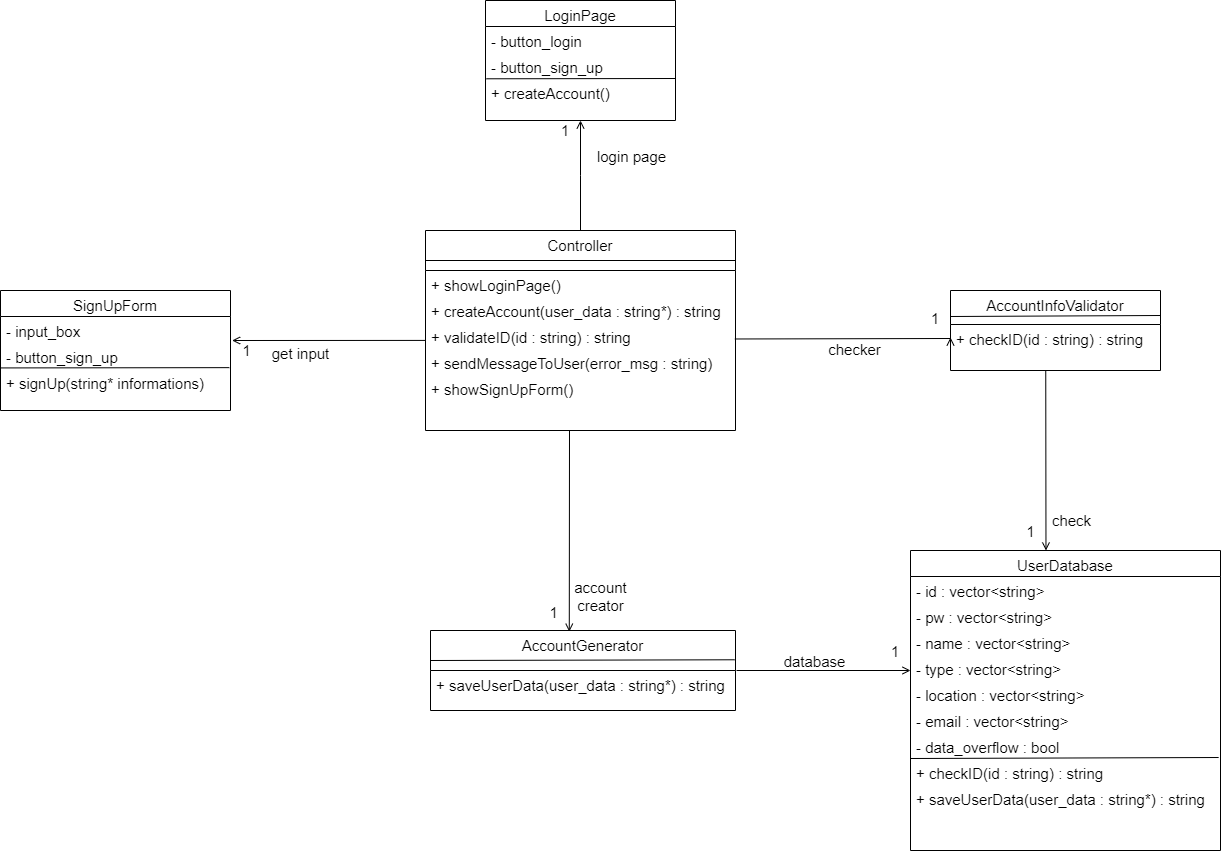 LoginPage
- button_login
- button_sign_up
+ createAccount()
1
login page
Controller
+ showLoginPage()
+ createAccount(user_data : string*) : string
+ validateID(id : string) : string
+ sendMessageToUser(error_msg : string)
+ showSignUpForm()
SignUpForm
- input_box
- button_sign_up
+ signUp(string* informations)
1
get input
1
checker
AccountInfoValidator
+ checkID(id : string) : string
1
check
account
creator
1
AccountGenerator
+ saveUserData(user_data : string*) : string
database
1
UserDatabase
- id : vector<string>
- pw : vector<string>
- name : vector<string>
- type : vector<string>
- location : vector<string>
- email : vector<string>
- data_overflow : bool
+ checkID(id : string) : string
+ saveUserData(user_data : string*) : string